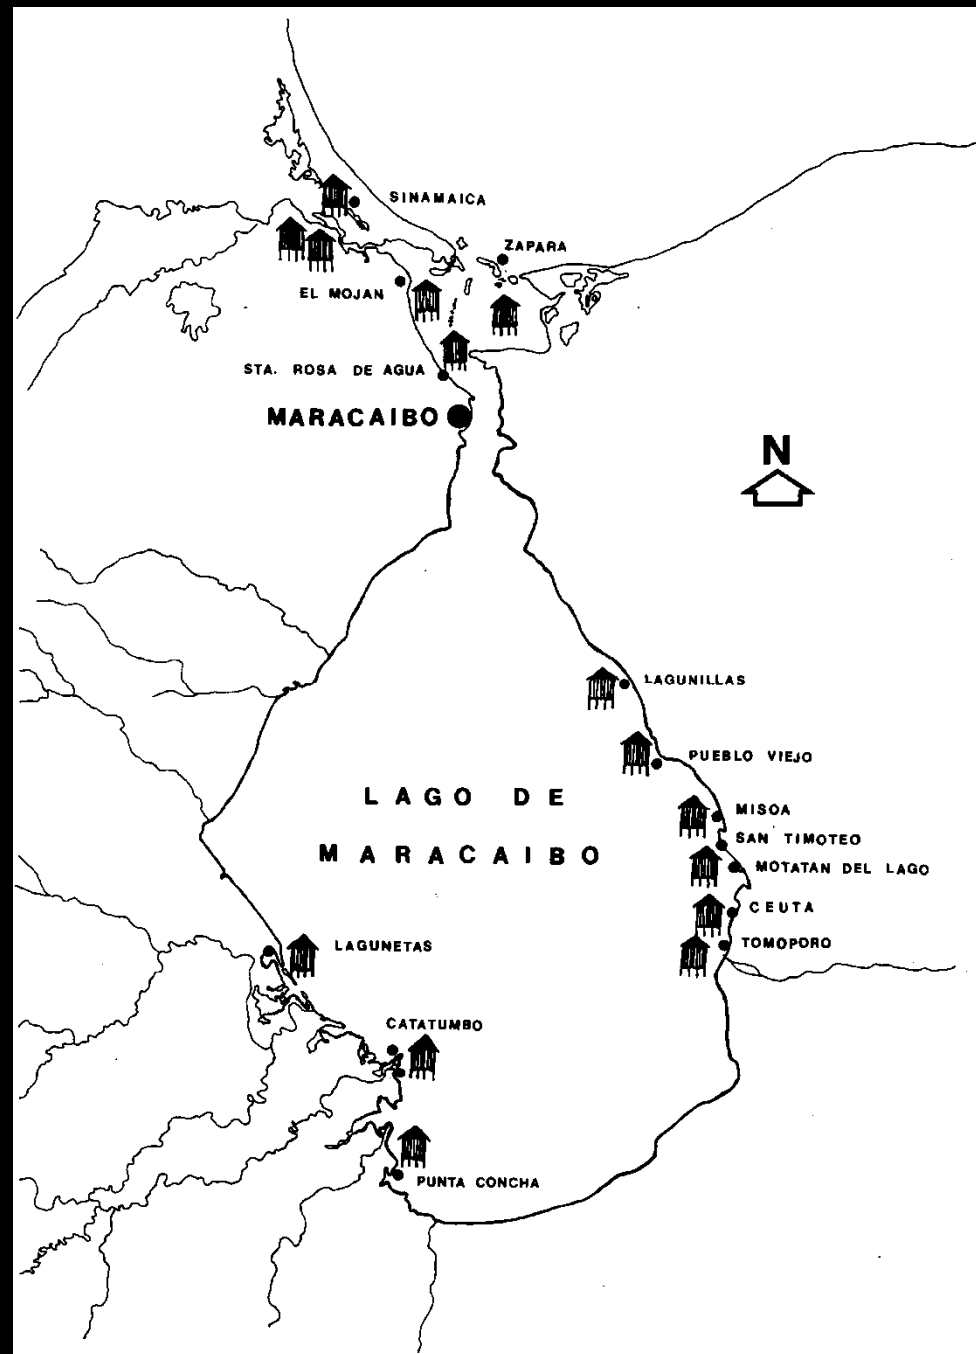 SINAMAICA
ZAPARA
EL MOJAN
STA. ROSA DE AGUA
MARACAIBO
N
LAGUNILLAS
PUEBLO VIEJO
LAGO DE
MARACAIBO
MISOA
SAN TIMOTEO
MOTATAN DEL LAGO
CEUTA
TOMOPORO
LAGUNETAS
CATATUMBO
PUNTA CONCHA